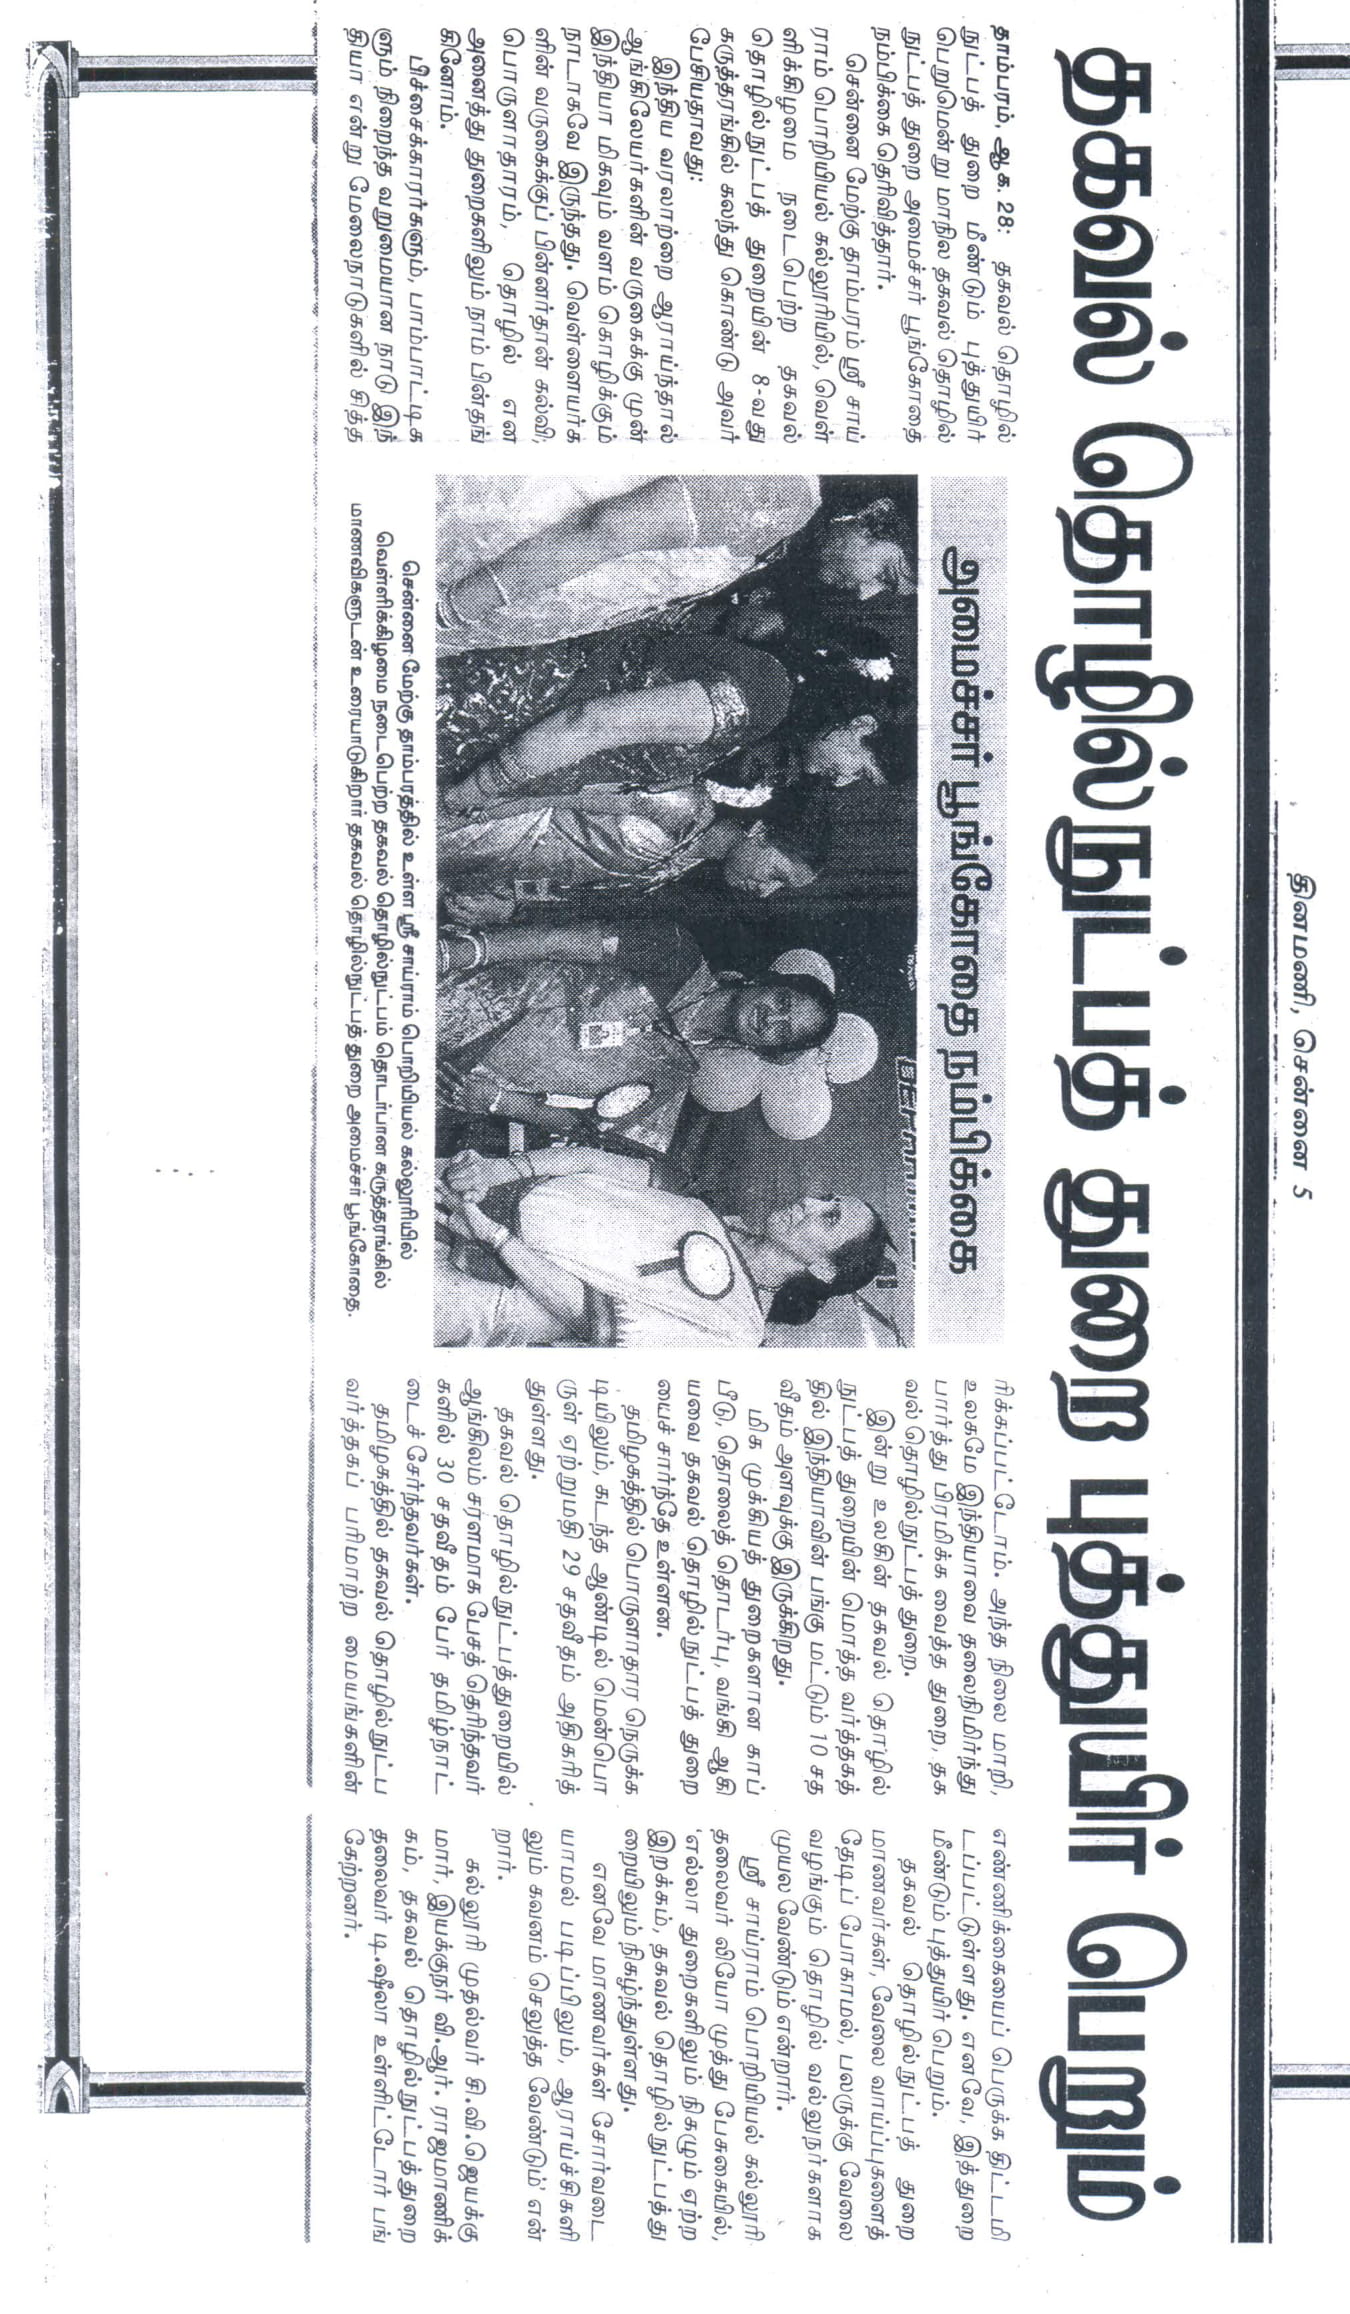 தினமணி, சென்னை 5
தகவல் தொழில்நுட்பத் துறை புத்துயிர் பெறும்
தாம்பரம், ஆக. 28: தகவல் தொழில்
நுட்பத் துறை மீண்டும் புத்துயிர்
பெறுமென்று மாநில தகவல் தொழில்
நுட்பத் துறை அமைச்சர் பூங்கோதை
நம்பிக்கை தெரிவித்தார்.
சென்னை மேற்கு தாம்பரம் ஸ்ரீ சாய்
ராம் பொறியியல் கல்லூரியில், வெள்
ளிக்கிழமை நடைபெற்ற தகவல்
தொழில்நுட்பத் துறையின் 8-வது
கருத்தரங்கில் கலந்து கொண்டு அவர்
பேசியதாவது:
இந்திய வரலாற்றை ஆராய்ந்தால்
ஆங்கிலேயர்களின் வருகைக்கு முன்
இந்தியா மிகவும் வளம் கொழிக்கும்
நாடாகவே இருந்தது. வெள்ளையர்க
ளின் வருகைக்குப் பின்னர்தான் கல்வி,
பொருளாதாரம், தொழில் என
அனைத்து துறைகளிலும் நாம் பின்தங்
கினோம்.
பிச்சைக்காரர்களும், பாம்பாட்டிக
ளும் நிறைந்த வறுமையான நாடு இந்
தியா என்று மேலைநாடுகளில் சித்த
அமைச்சர் பூங்கோதை நம்பிக்கை
சென்னை மேற்கு தாம்பரத்தில் உள்ள ஸ்ரீ சாய்ராம் பொறியியல் கல்லூரியில்
வெள்ளிக்கிழமை நடைபெற்ற தகவல் தொழில்நுட்பம் தொடர்பான கருத்தரங்கில்
மாணவிகளுடன் உரையாடுகிறார் தகவல் தொழில்நுட்பத் துறை அமைச்சர் பூங்கோதை.
ரிக்கப்பட்டோம். அந்த நிலை மாறி,
உலகமே இந்தியாவை தலைநிமிர்ந்து
பார்த்து பிரமிக்க வைத்த துறை, தக
வல் தொழில்நுட்பத் துறை.
இன்று உலகின் தகவல் தொழில்
நுட்பத் துறையின் மொத்த வர்த்தகத்
தில் இந்தியாவின் பங்கு மட்டும் 10 சத
வீதம் அளவுக்கு இருக்கிறது.
மிக முக்கியத் துறைகளான காப்
பீடு, தொலைத் தொடர்பு, வங்கி ஆகி
யவை தகவல் தொழில்நுட்பத் துறை
யைச் சார்ந்தே உள்ளன.
தமிழகத்தில் பொருளாதார நெருக்க
டியிலும், கடந்த ஆண்டில் மென்பொ
ருள் ஏற்றுமதி 29 சதவீதம் அதிகரித்
துள்ளது.
தகவல் தொழில்நுட்பத்துறையில்
ஆங்கிலம் சர்ளமாக பேசத் தெரிந்தவர்
களில் 30 சதவீதம் பேர் தமிழ்நாட்
டைச் சேர்ந்தவர்கள்.
தமிழகத்தில் தகவல் தொழில்நுட்ப
வர்த்தகப் பரிமாற்ற மையங்களின்
எண்ணிக்கையைப் பெருக்க திட்டமி
டப்பட்டுள்ளது. எனவே, இத்துறை
மீண்டும் புத்துயிர் பெறும்.
தகவல் தொழில்நுட்பத் துறை
மாணவர்கள், வேலை வாய்ப்புகளைத்
தேடிப் போகாமல், பலருக்கு வேலை
வழங்கும் தொழில் வல்லுநர்களாக
முயல வேண்டும் என்றார்.
ஸ்ரீ சாய்ராம் பொறியியல் கல்லூரி
தலைவர் லியோ முத்து பேசுகையில்,
'எல்லா துறைகளிலும் நிகழும் ஏற்ற
இறக்கம், தகவல் தொழில்நுட்பத்து
றையிலும் நிகழ்ந்துள்ளது.
எனவே மாணவர்கள் சோர்வடை
யாமல் படிப்பிலும், ஆராய்ச்சிகளி
லும் கவனம் செலுத்த வேண்டும்' என்
றார்.
கல்லூரி முதல்வர் சி.வி.ஜெயக்கு
மார், இயக்குநர் வி.ஆர். ராஜமாணிக்
கம், தகவல் தொழில்நுட்பத்துறை
தலைவர் டி.ஷீலா உள்ளிட்டோர் பங்
கேற்றனர்.